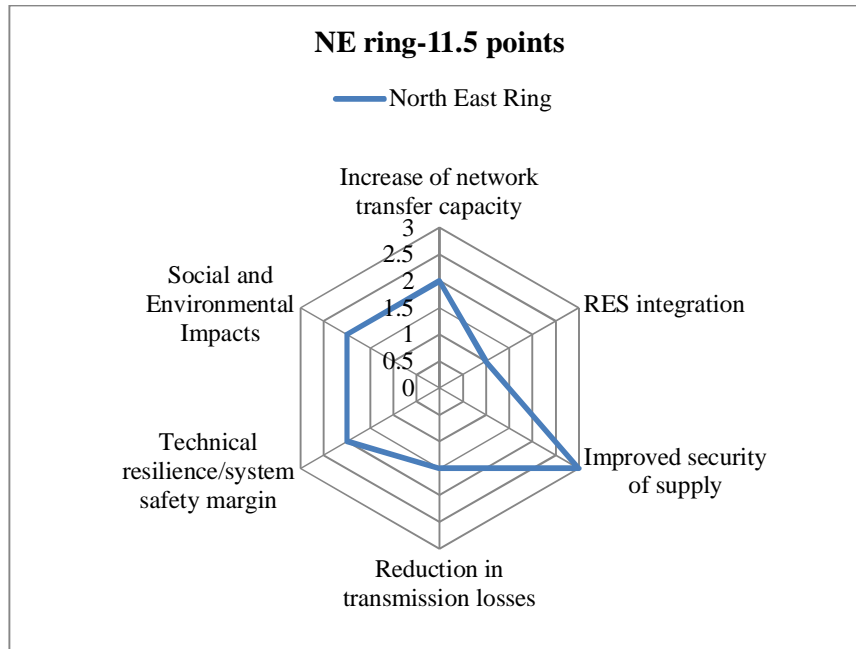 NE ring-11.5 points
North East Ring
Increase of network
transfer capacity
3
2.5
2
1.5
1
0.5
0
RES integration
Improved security
of supply
Reduction in
transmission losses
Technical
resilience/system
safety margin
Social and
Environmental
Impacts